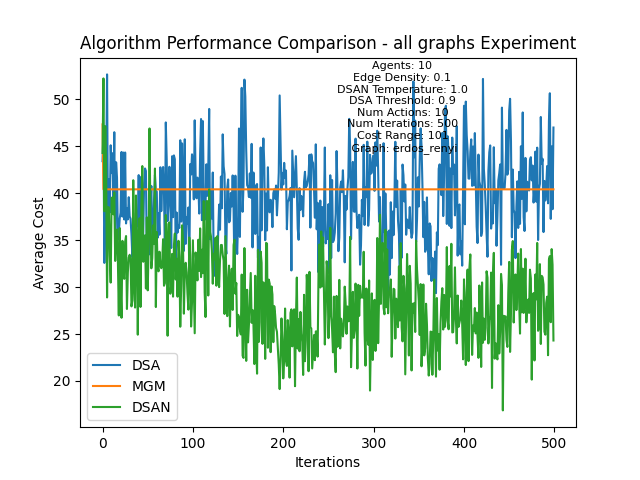 Algorithm Performance Comparison - all graphs Experiment
Agents: 10
Edge Density: 0.1
DSAN Temperature: 1.0
DSA Threshold: 0.9
Num Actions: 10
Num Iterations: 500
Cost Range: 101
Graph: erdos_renyi
Average Cost
50
45
40
35
30
25
20
DSA
MGM
DSAN
0
100
200
300
400
500
Iterations